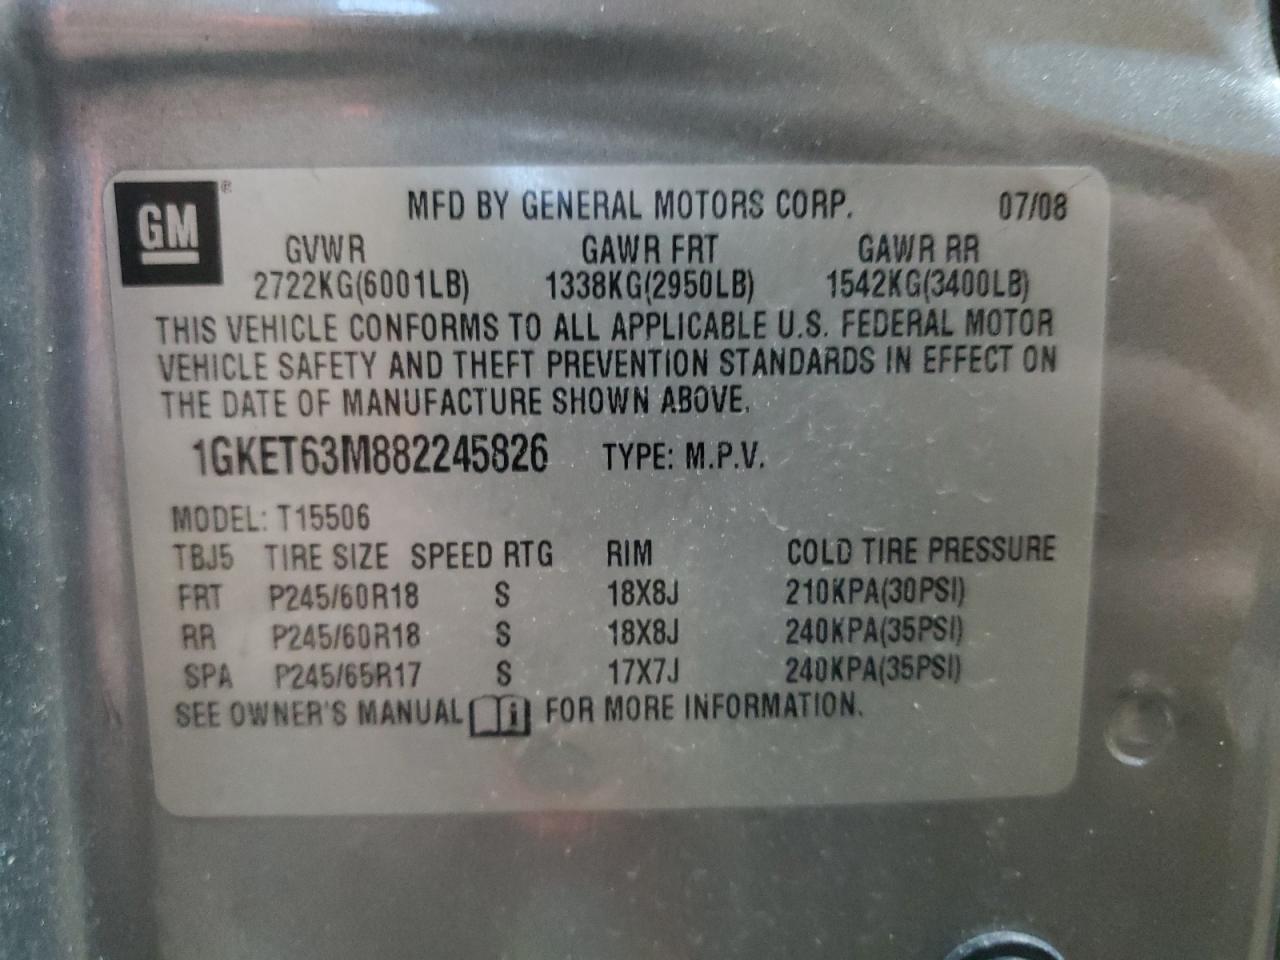 GM® MFD BY GENERAL MOTORS CORP. 07/08
GVWR GAWR FRT GAWR RR
2722KG(6001LB) 1338KG(2950LB) 1542KG(3400LB)
THIS VEHICLE CONFORMS TO ALL APPLICABLE U.S. FEDERAL MOTOR
VEHICLE SAFETY AND THEFT PREVENTION STANDARDS IN EFFECT ON
THE DATE OF MANUFACTURE SHOWN ABOVE.
1GKET63M882245826 TYPE: M.P.V.
MODEL: T15506
TBJ5 TIRE SIZE SPEED RTG RIM COLD TIRE PRESSURE
FRT P245/60R18 S 18X8J 210KPA(30PSI)
RR P245/60R18 S 18X8J 240KPA(35PSI)
SPA P245/65R17 S 17X7J 240KPA(35PSI)
SEE OWNER'S MANUAL i FOR MORE INFORMATION.